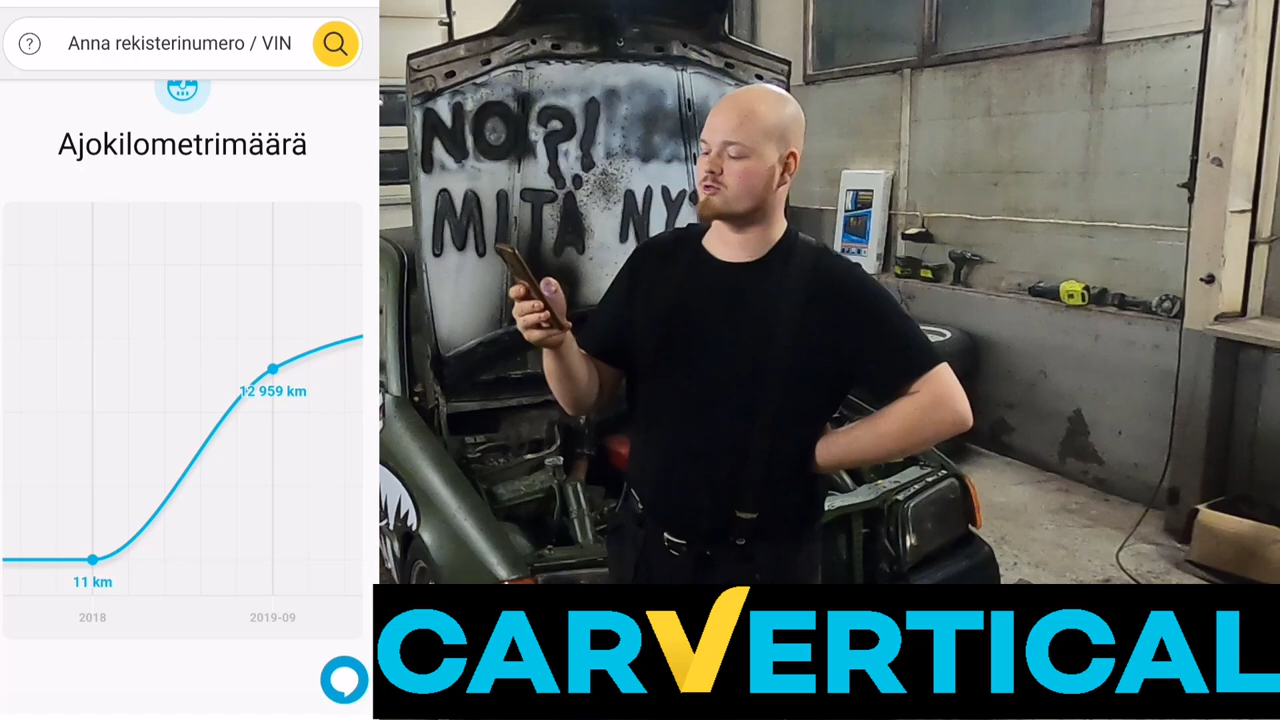 Anna rekisterinumero / VIN
Ajokilometrimäärä
12 959 km
11 km
2018
2019-09
NO?!
MITÄ NY?
CARVERTICAL